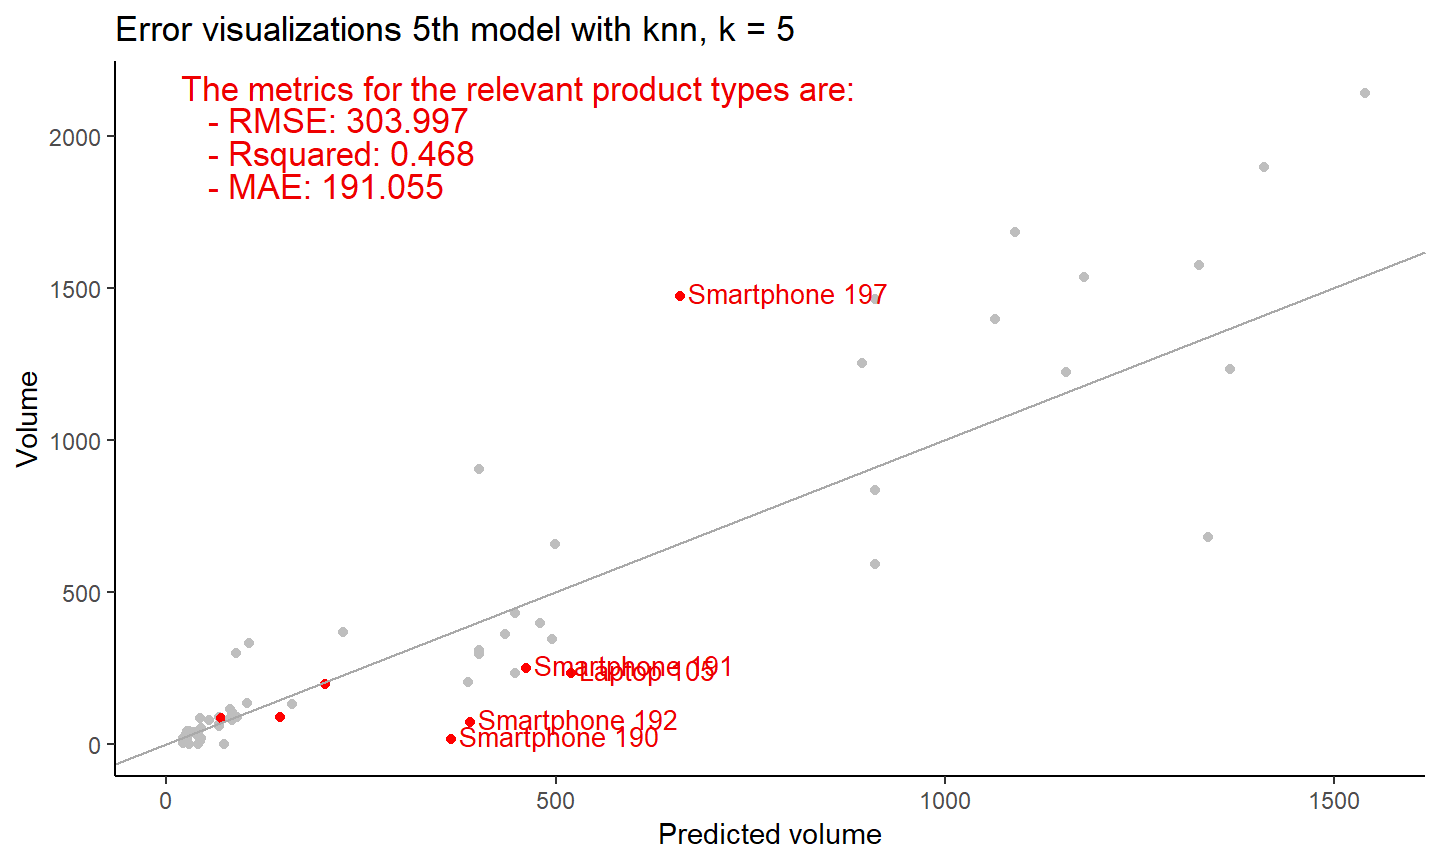 Error visualizations 5th model with knn, k = 5
The metrics for the relevant product types are:
- RMSE: 303.997
- Rsquared: 0.468
- MAE: 191.055
2000
1500
1000
500
0
Volume
Smartphone 197
Smartphone 191
Laptop 105
Smartphone 192
Smartphone 190
0 500 1000 1500
Predicted volume